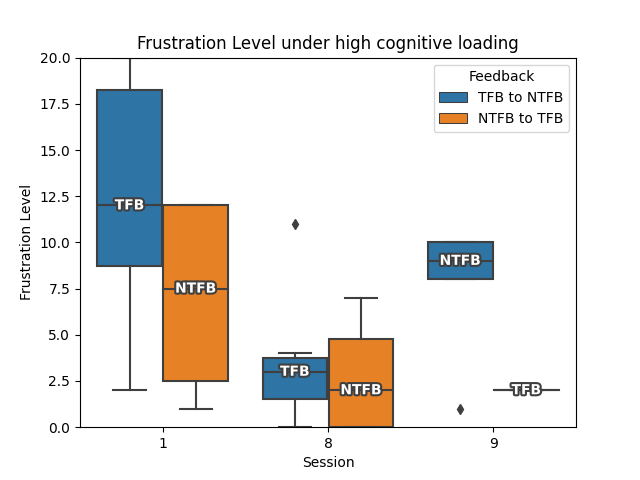 Frustration Level under high cognitive loading
Feedback
TFB to NTFB
NTFB to TFB
Frustration Level
20.0
17.5
15.0
12.5
10.0
7.5
5.0
2.5
0.0
TFB
NTFB
TFB
NTFB
NTFB
TFB
1
8
9
Session